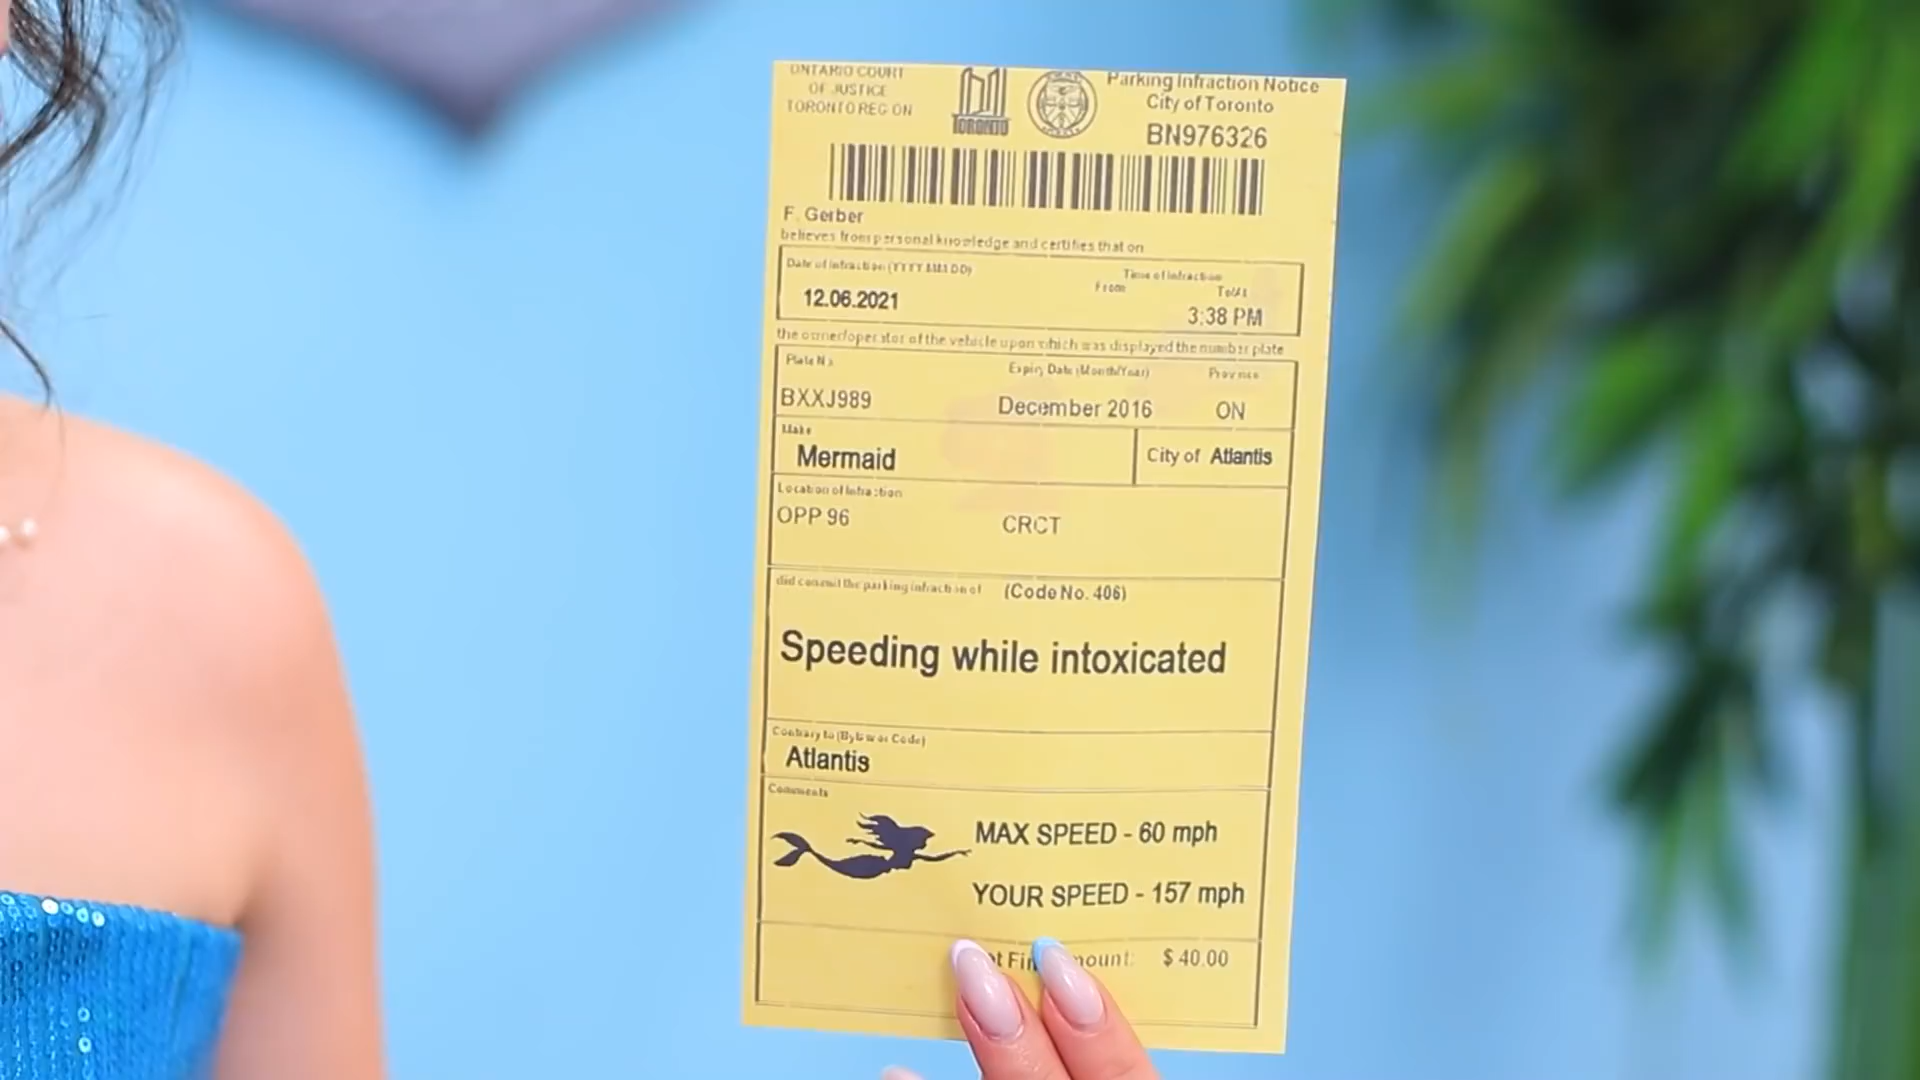 ONTARIO COURT
OF JUSTICE
TORONTO REGION
TORONTO
Parking Infraction Notice
City of Toronto
BN976326
F. Gerber
believes from personal knowledge and certifies that on
Date of Infraction (YYYY MM DD)
Time of Infraction
From To/At
12.06.2021
3:38 PM
the owner/operator of the vehicle upon which was displayed the number plate
Plate No Expiry Date (Month/Year) Province
BXXJ989 December 2016 ON
Make
Mermaid City of Atlantis
Location of Infraction
OPP 96 CRCT
did commit the parking infraction of (Code No. 406)
Speeding while intoxicated
Contrary to (Bylaw or Code)
Atlantis
Comments
MAX SPEED - 60 mph
YOUR SPEED - 157 mph
$ 40.00